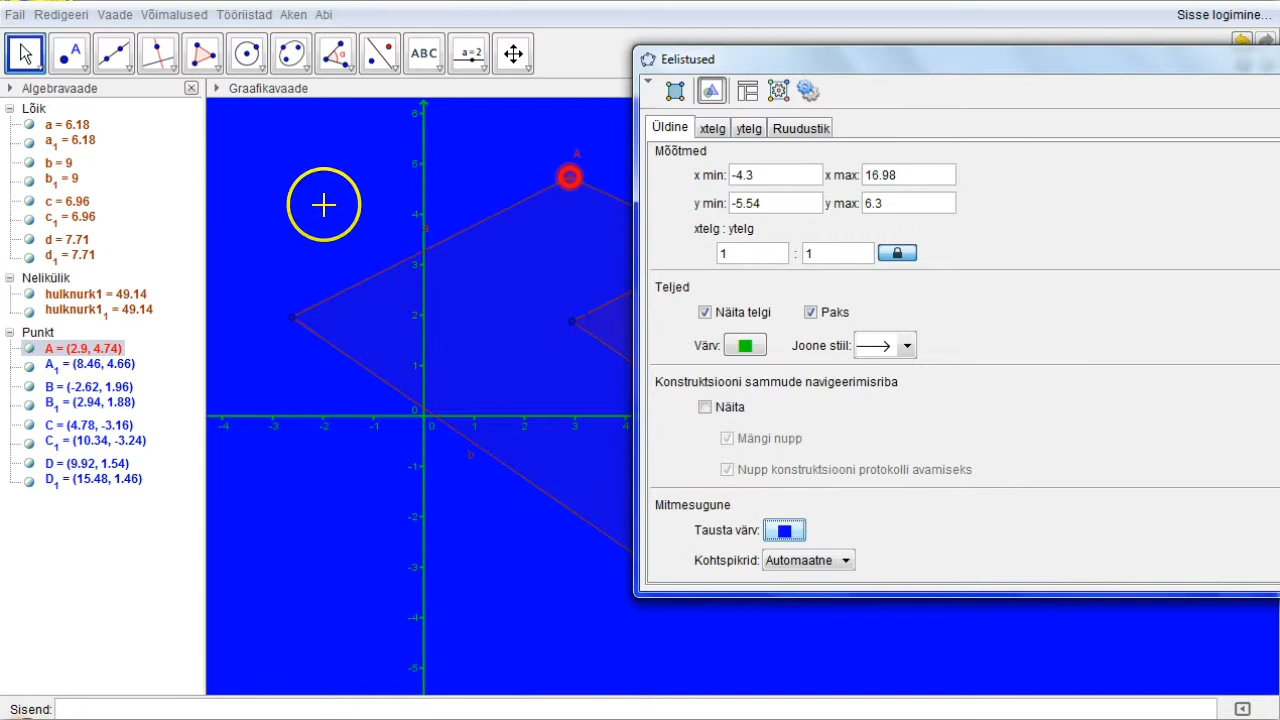 Fail Redigeeri Vaade Võimalused Tööriistad Aken Abi Sisse logimine...
A ABC a=2
Algebravaade
Graafikavaade
Lõik
a = 6.18
a1 = 6.18
b = 9
b1 = 9
c = 6.96
c1 = 6.96
d = 7.71
d1 = 7.71
Nelikülik
hulknurk1 = 49.14
hulknurk11 = 49.14
Punkt
A = (2.9, 4.74)
A1 = (8.46, 4.66)
B = (-2.62, 1.96)
B1 = (2.94, 1.88)
C = (4.78, -3.16)
C1 = (10.34, -3.24)
D = (9.92, 1.54)
D1 = (15.48, 1.46)
A
a
b
6
5
4
3
2
1
0
-1
-2
-3
-4
-5
-4 -3 -2 -1 0 1 2 3 4
Eelistused
Üldine xtelg ytelg Ruudustik
Mõõtmed
x min: -4.3 x max: 16.98
y min: -5.54 y max: 6.3
xtelg : ytelg
1 : 1
Teljed
Näita telgi Paks
Värv: Joone stiil:
Konstruktsiooni sammude navigeerimisriba
Näita
Mängi nupp
Nupp konstruktsiooni protokolli avamiseks
Mitmesugune
Tausta värv:
Kohtspikrid: Automaatne
Sisend: